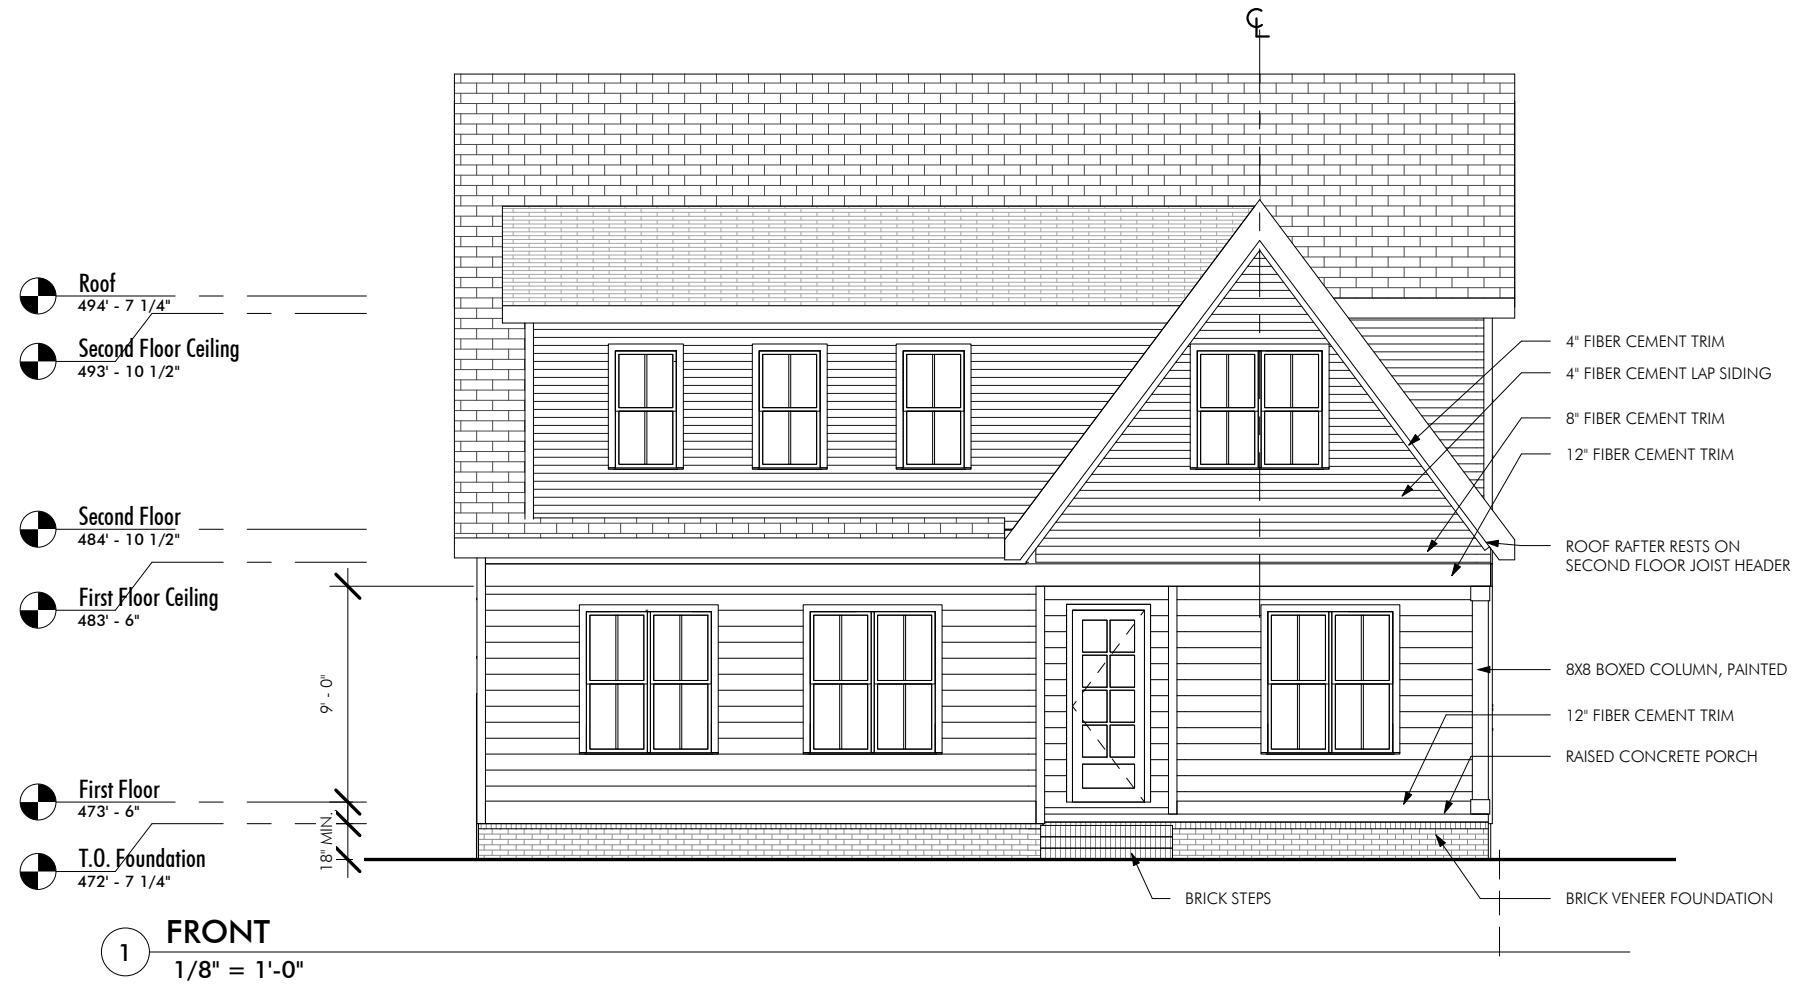 ℄
Roof
494' - 7 1/4"
Second Floor Ceiling
493' - 10 1/2"
Second Floor
484' - 10 1/2"
First Floor Ceiling
483' - 6"
First Floor
473' - 6"
T.O. Foundation
472' - 7 1/4"
9' - 0"
18" MIN.
4" FIBER CEMENT TRIM
4" FIBER CEMENT LAP SIDING
8" FIBER CEMENT TRIM
12" FIBER CEMENT TRIM
ROOF RAFTER RESTS ON
SECOND FLOOR JOIST HEADER
8X8 BOXED COLUMN, PAINTED
12" FIBER CEMENT TRIM
RAISED CONCRETE PORCH
BRICK STEPS
BRICK VENEER FOUNDATION
1
FRONT
1/8" = 1'-0"